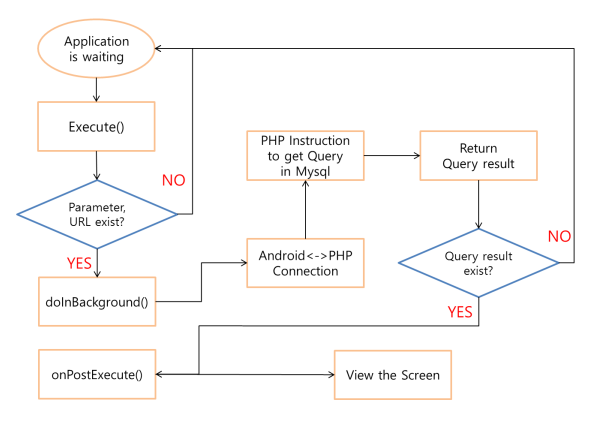 Application
is waiting
Execute()
Parameter,
URL exist?
NO
YES
doInBackground()
Android<->PHP
Connection
PHP Instruction
to get Query
in Mysql
Return
Query result
Query result
exist?
NO
YES
onPostExecute()
View the Screen